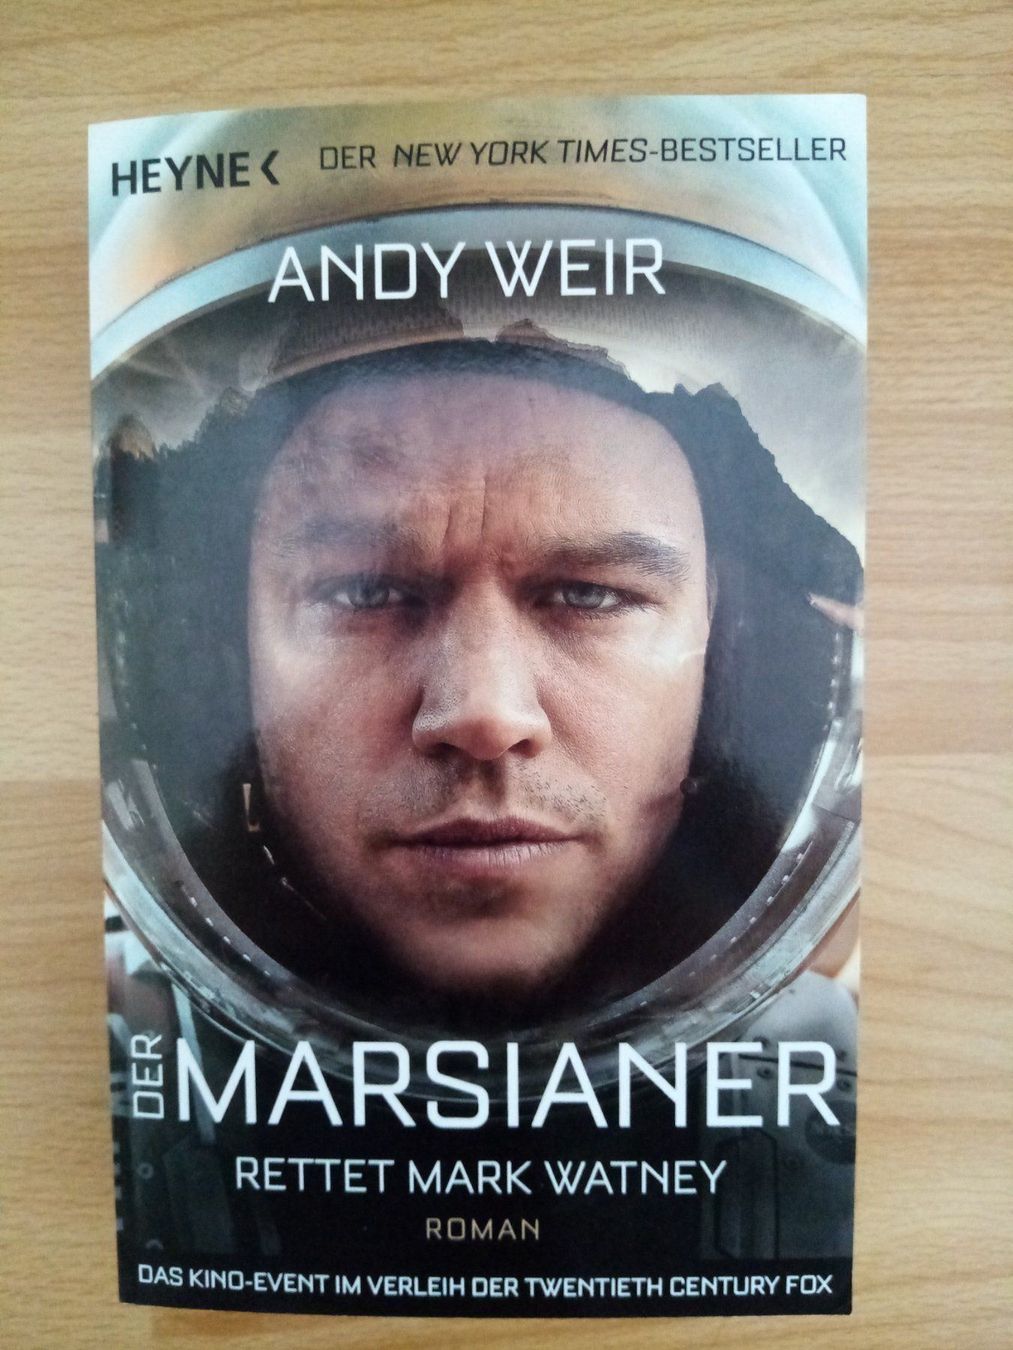 HEYNE< DER NEW YORK TIMES-BESTSELLER
ANDY WEIR
DER MARSIANER
RETTET MARK WATNEY
ROMAN
DAS KINO-EVENT IM VERLEIH DER TWENTIETH CENTURY FOX